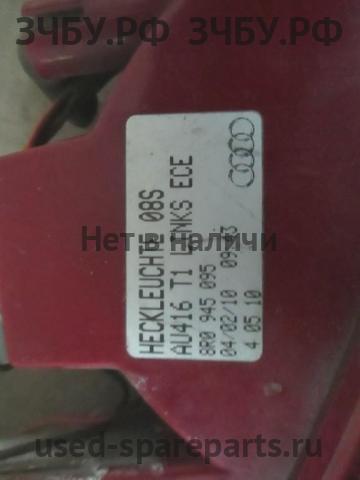 ЗЧБУ.РФ ЗЧБУ.РФ
HECKLEUCHTE 08S
AU416 T1 LINKS ECE
8R0 945 095
04/02/10
4 05 10
Нет в наличи
used-spareparts.ru